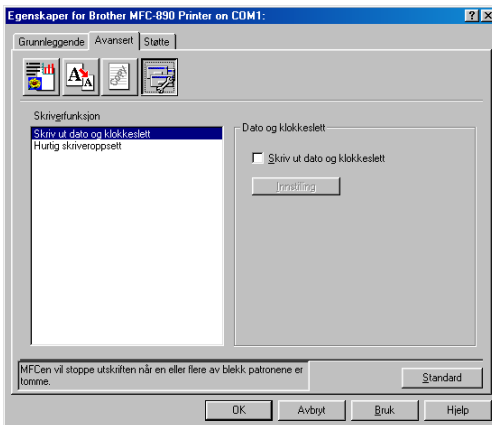 Egenskaper for Brother MFC-890 Printer on COM1:
Grunnleggende Avansert Støtte
Skriverfunksjon
Skriv ut dato og klokkeslett
Hurtig skriveroppsett
Dato og klokkeslett
Skriv ut dato og klokkeslett
Innstilling
MFCen vil stoppe utskriften når en eller flere av blekk patronene er
tomme.
Standard
OK Avbryt Bruk Hjelp